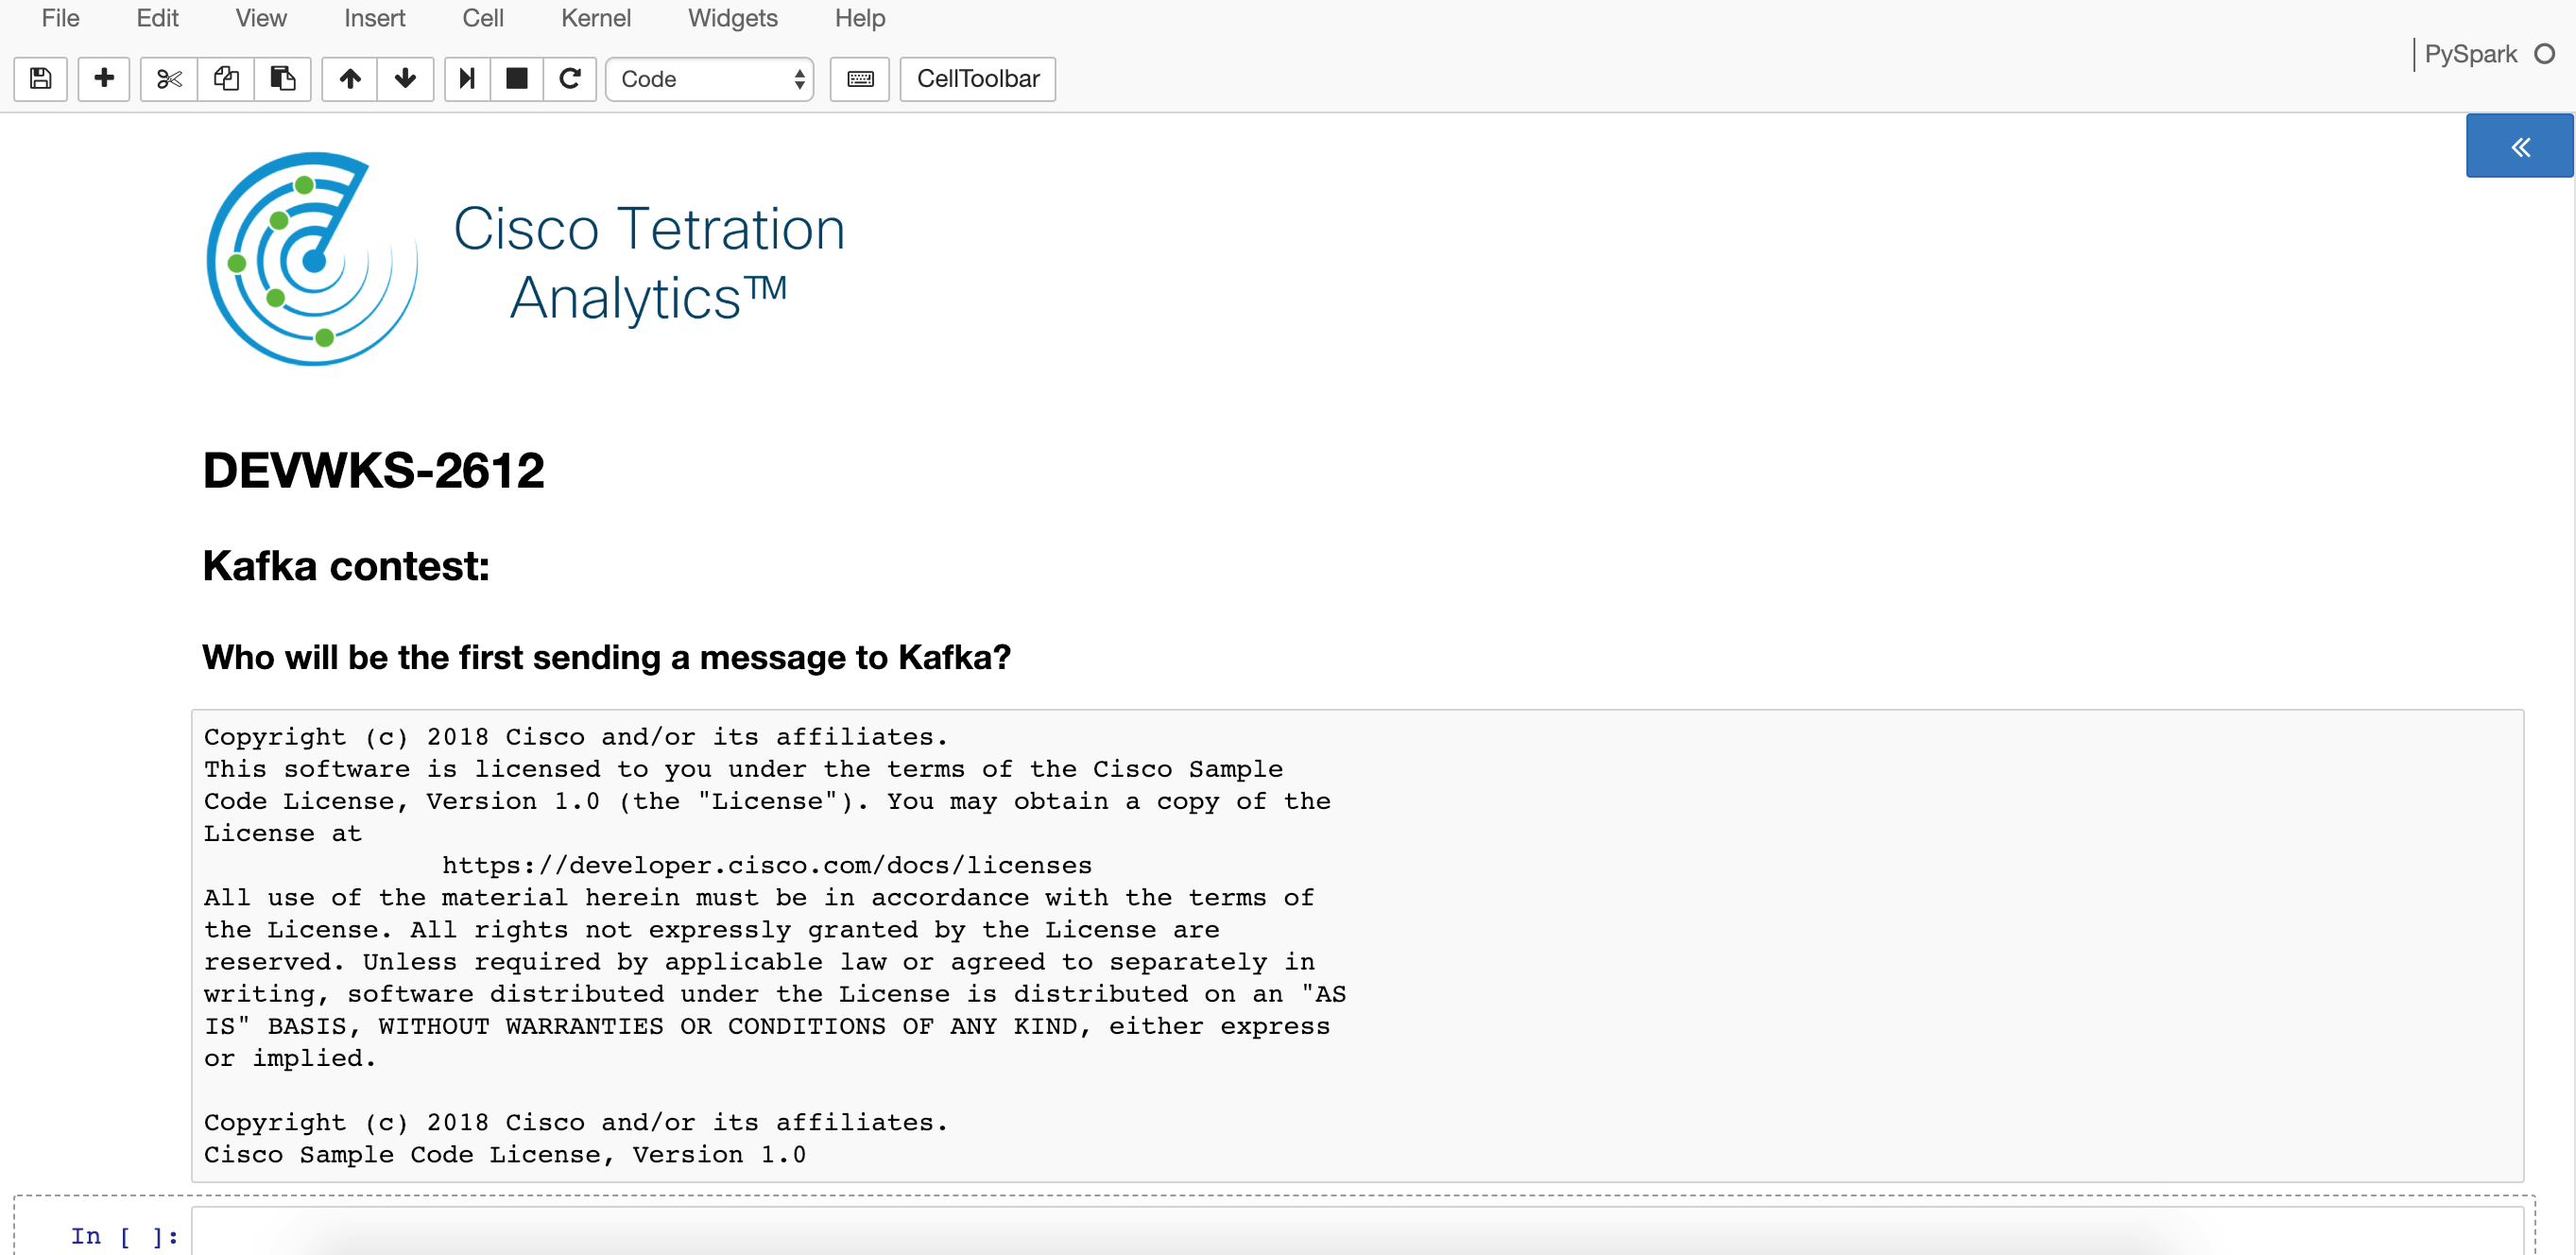 File Edit View Insert Cell Kernel Widgets Help
PySpark
Code CellToolbar
Cisco Tetration
Analytics™
DEVWKS-2612
Kafka contest:
Who will be the first sending a message to Kafka?
Copyright (c) 2018 Cisco and/or its affiliates.
This software is licensed to you under the terms of the Cisco Sample
Code License, Version 1.0 (the "License"). You may obtain a copy of the
License at
https://developer.cisco.com/docs/licenses
All use of the material herein must be in accordance with the terms of
the License. All rights not expressly granted by the License are
reserved. Unless required by applicable law or agreed to separately in
writing, software distributed under the License is distributed on an "AS
IS" BASIS, WITHOUT WARRANTIES OR CONDITIONS OF ANY KIND, either express
or implied.
Copyright (c) 2018 Cisco and/or its affiliates.
Cisco Sample Code License, Version 1.0
In [ ]: